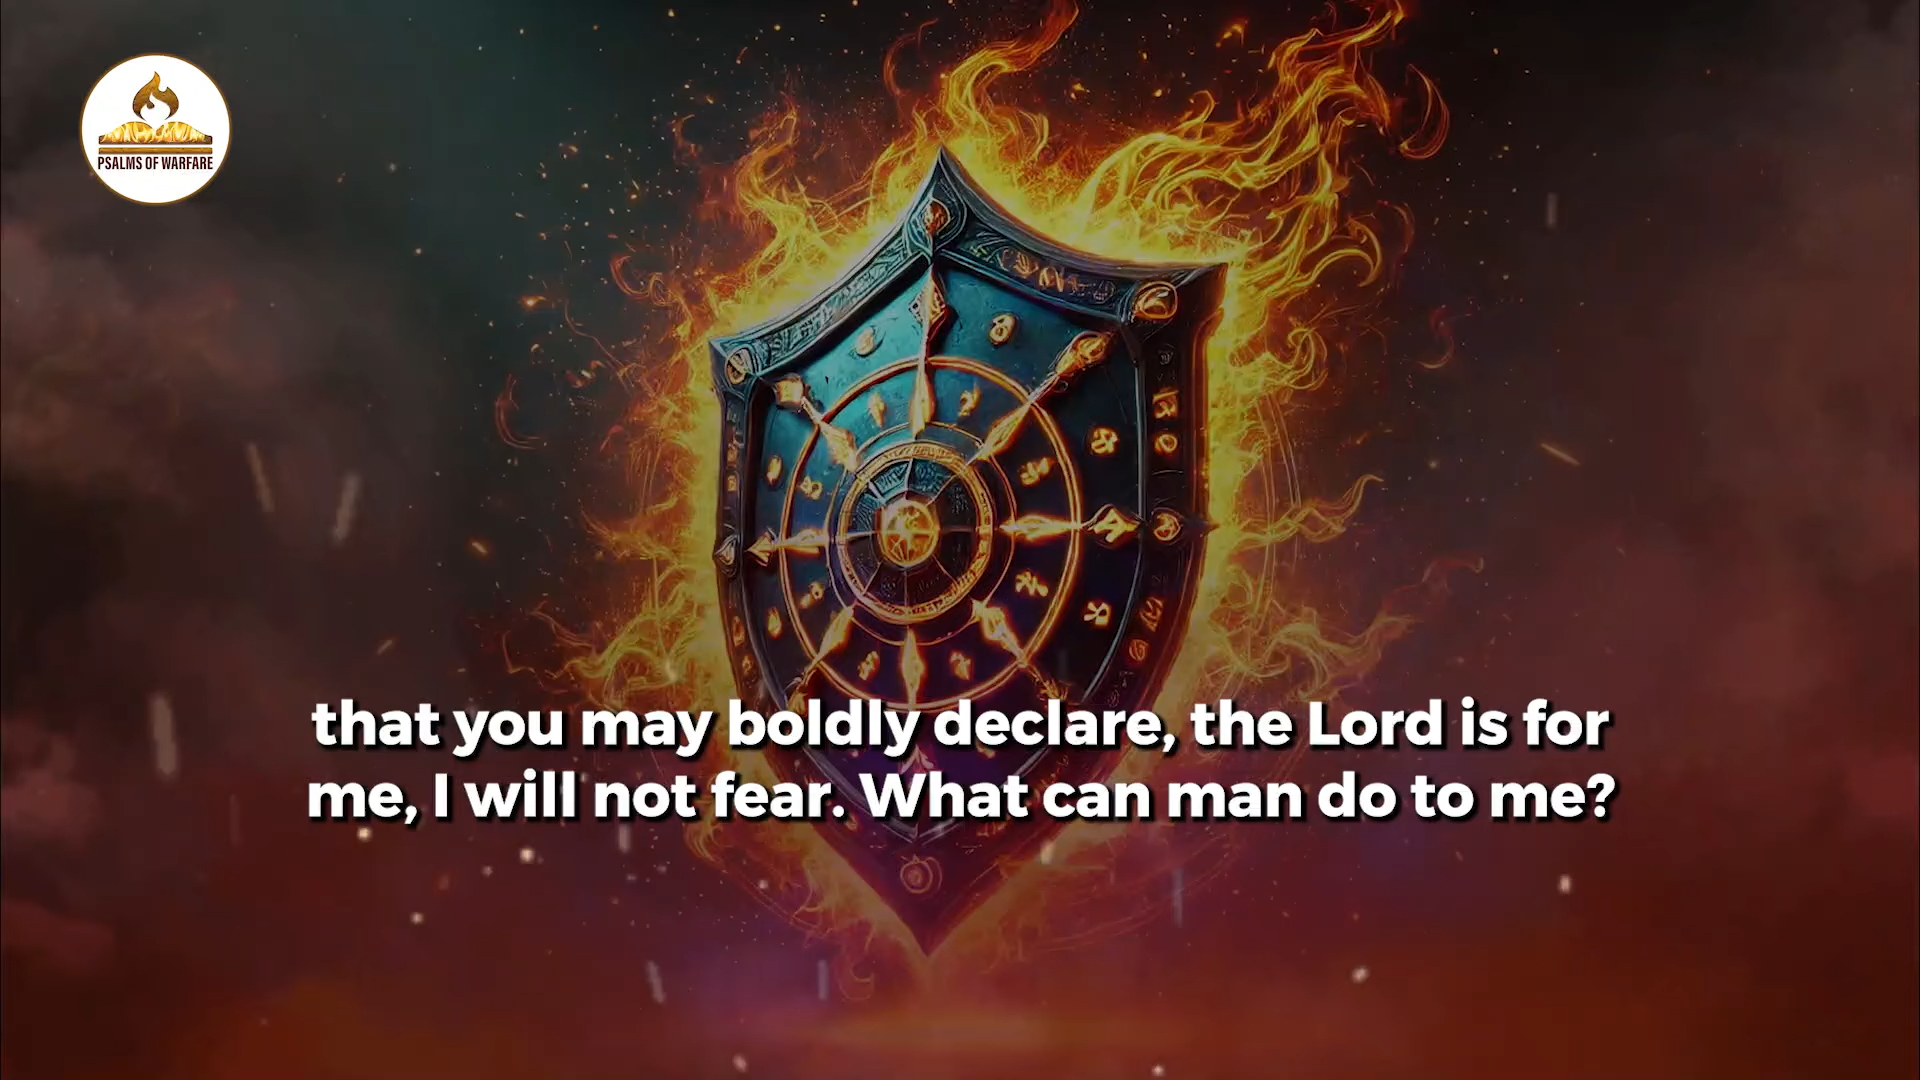 PSALMS OF WARFARE
that you may boldly declare, the Lord is for
me, I will not fear. What can man do to me?